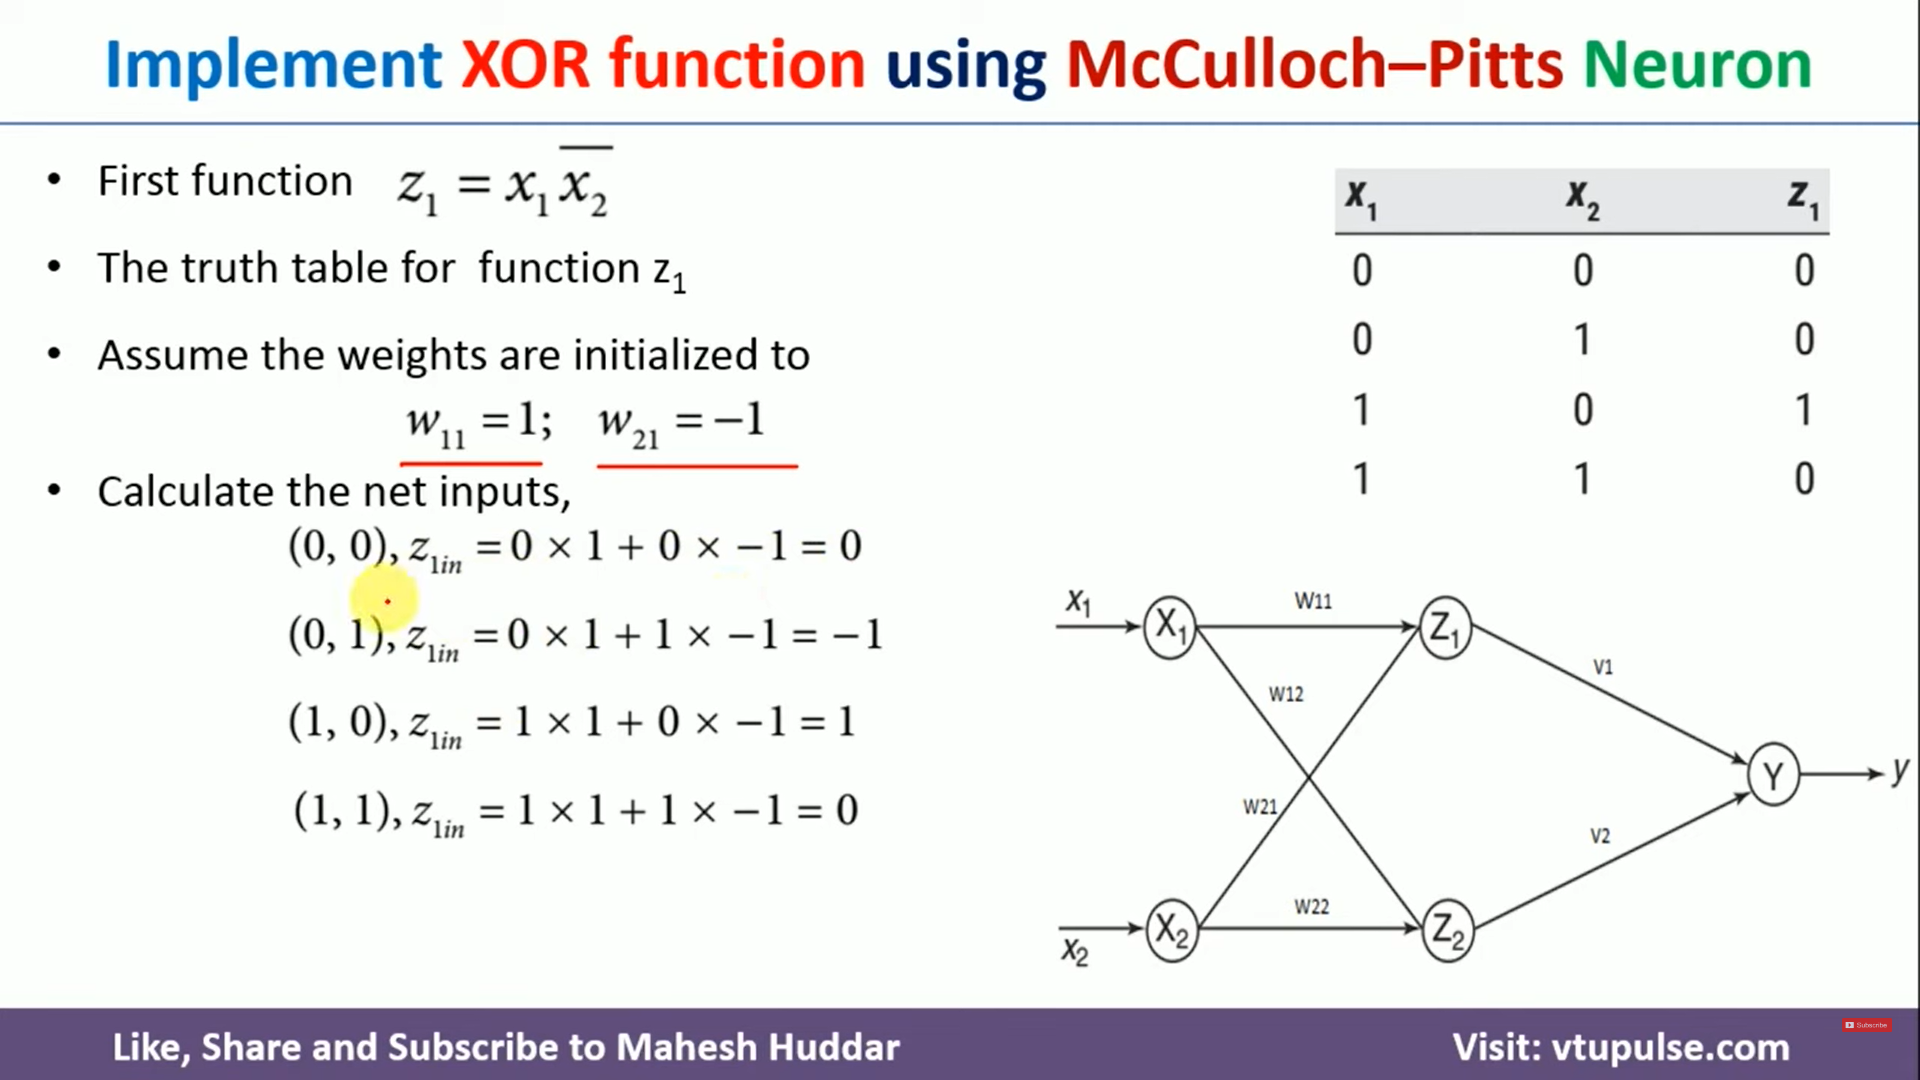 Implement XOR function using McCulloch–Pitts Neuron
• First function z₁ = x₁x̅₂
• The truth table for function z₁
• Assume the weights are initialized to
w₁₁ = 1; w₂₁ = −1
• Calculate the net inputs,
(0, 0), z₁ᵢₙ = 0 × 1 + 0 × −1 = 0
(0, 1), z₁ᵢₙ = 0 × 1 + 1 × −1 = −1
(1, 0), z₁ᵢₙ = 1 × 1 + 0 × −1 = 1
(1, 1), z₁ᵢₙ = 1 × 1 + 1 × −1 = 0
x₁ x₂ z₁
0 0 0
0 1 0
1 0 1
1 1 0
x₁ X₁ W11 Z₁
V1
W12
Y y
W21
V2
W22
X₂ Z₂
x₂
Like, Share and Subscribe to Mahesh Huddar
Visit: vtupulse.com
Subscribe